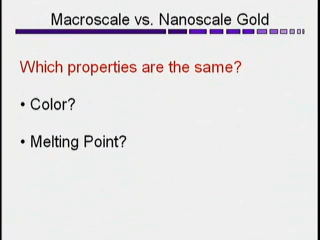 Macroscale vs. Nanoscale Gold
Which properties are the same?
• Color?
• Melting Point?